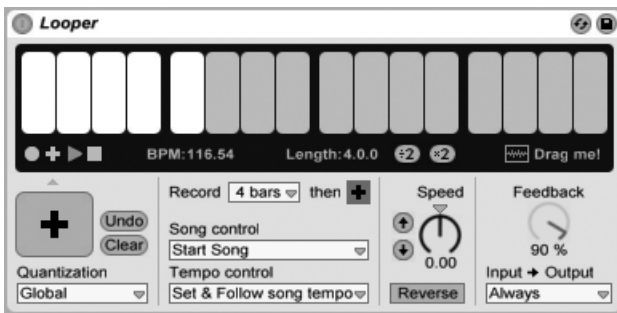 Looper
BPM:116.54 Length:4.0.0 ÷2 *2 Drag me!
Record 4 bars then Speed Feedback
Undo
Clear
Song control
Start Song
0.00 90 %
Quantization Tempo control Input → Output
Global Set & Follow song tempo Reverse Always